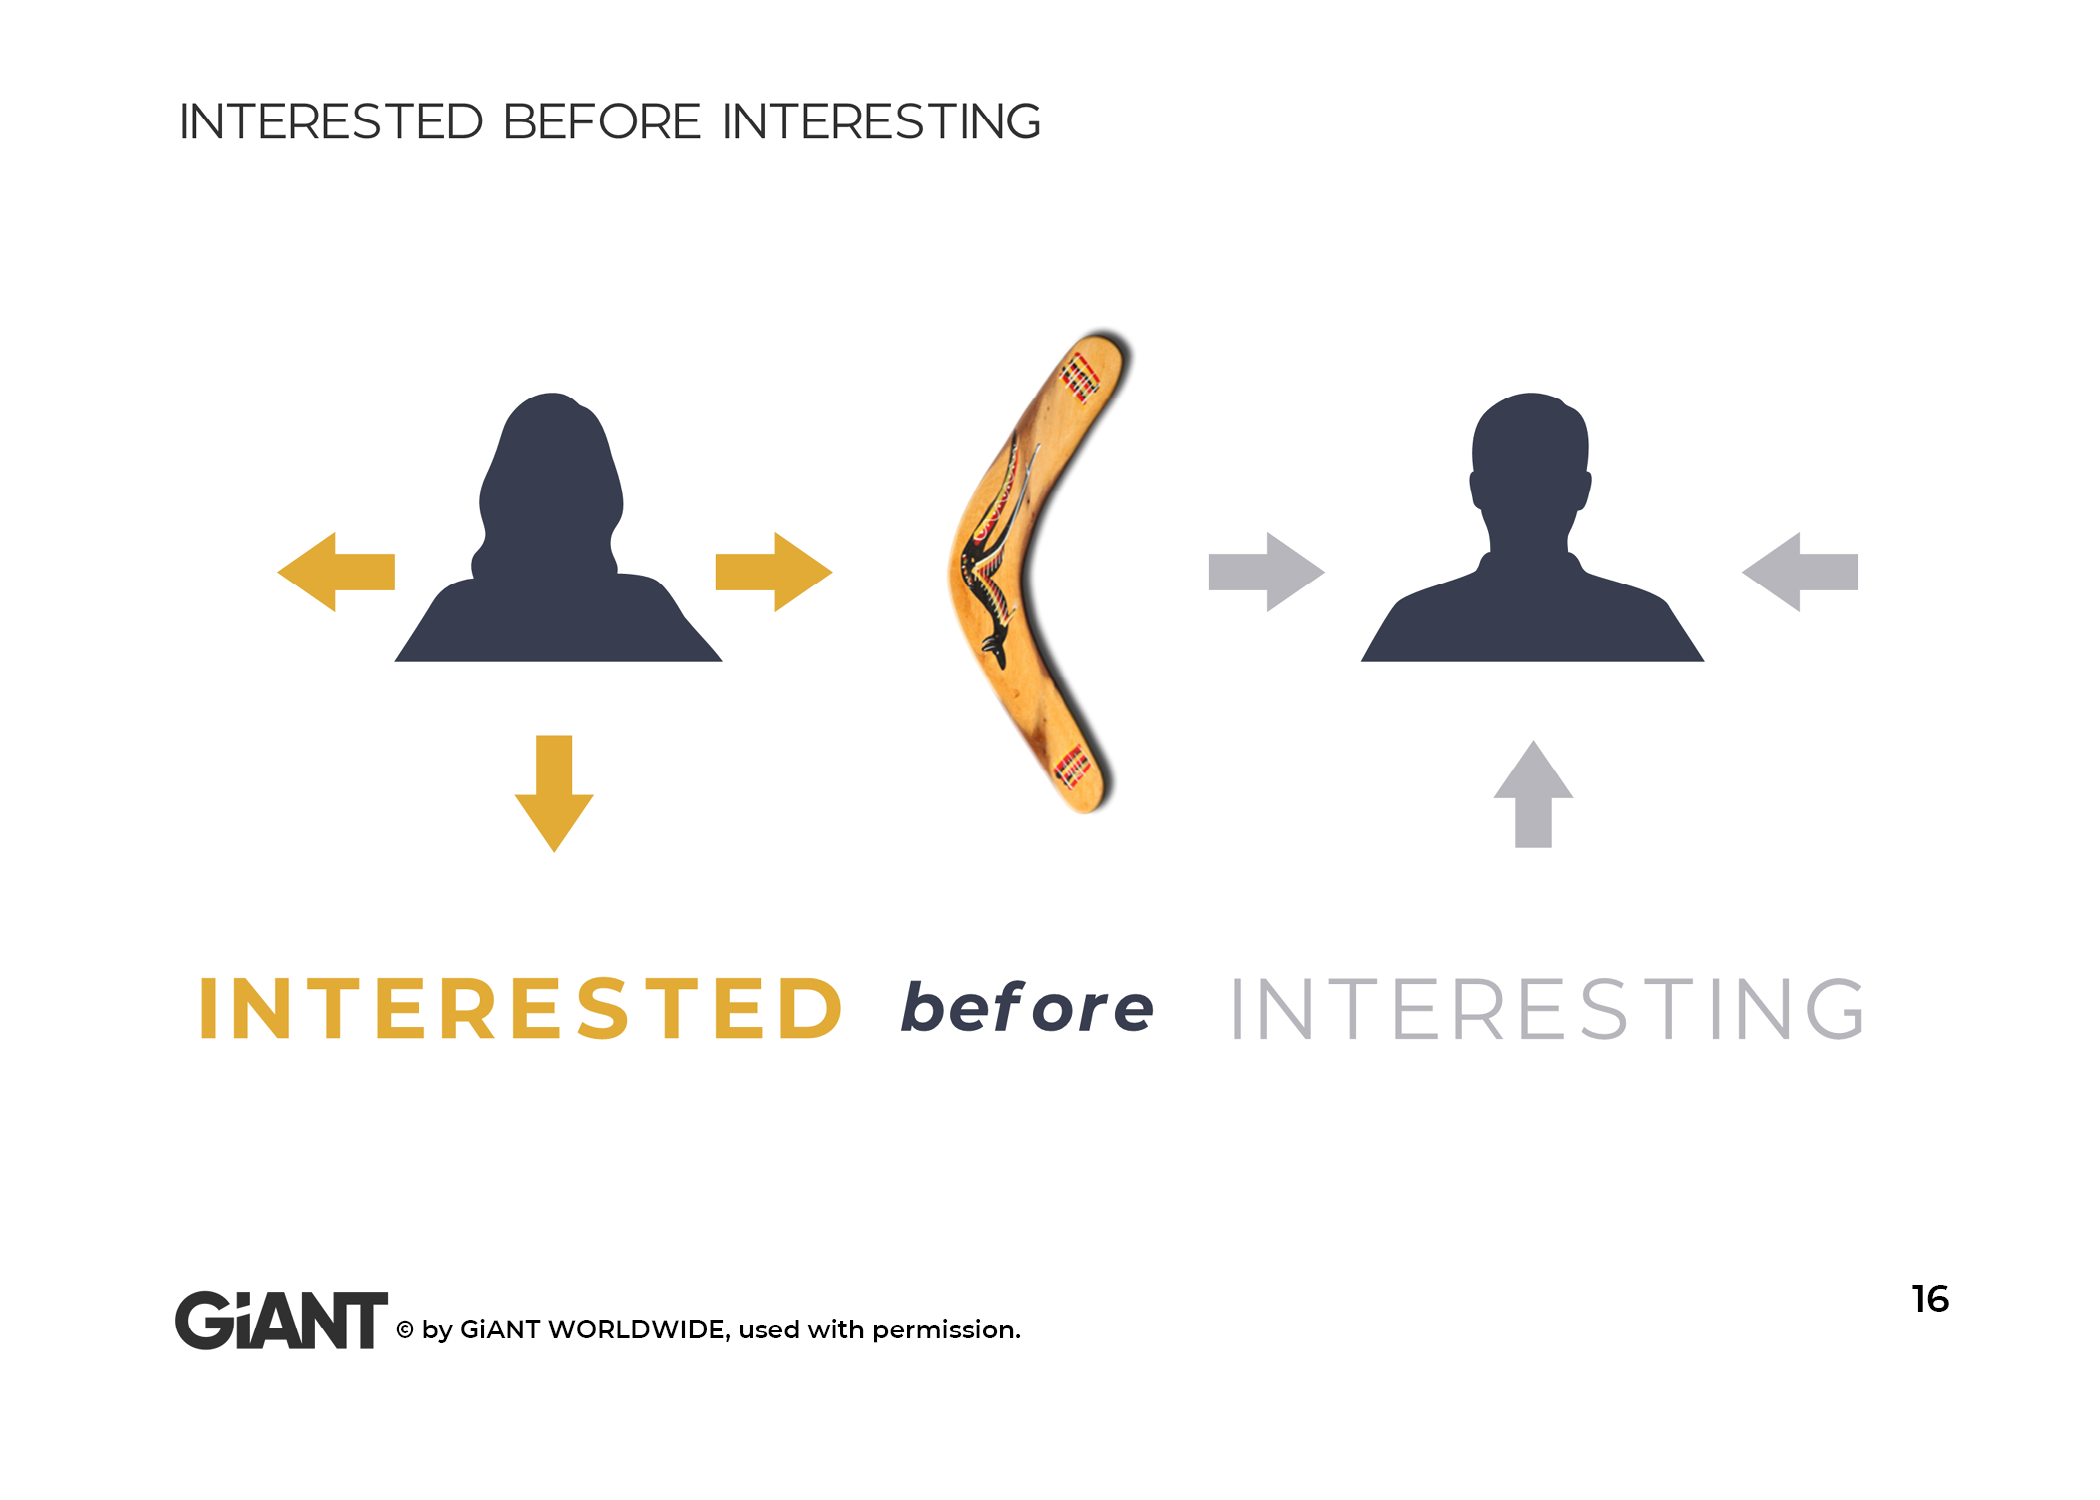 INTERESTED BEFORE INTERESTING
INTERESTED before INTERESTING
GiANT © by GiANT WORLDWIDE, used with permission.
16